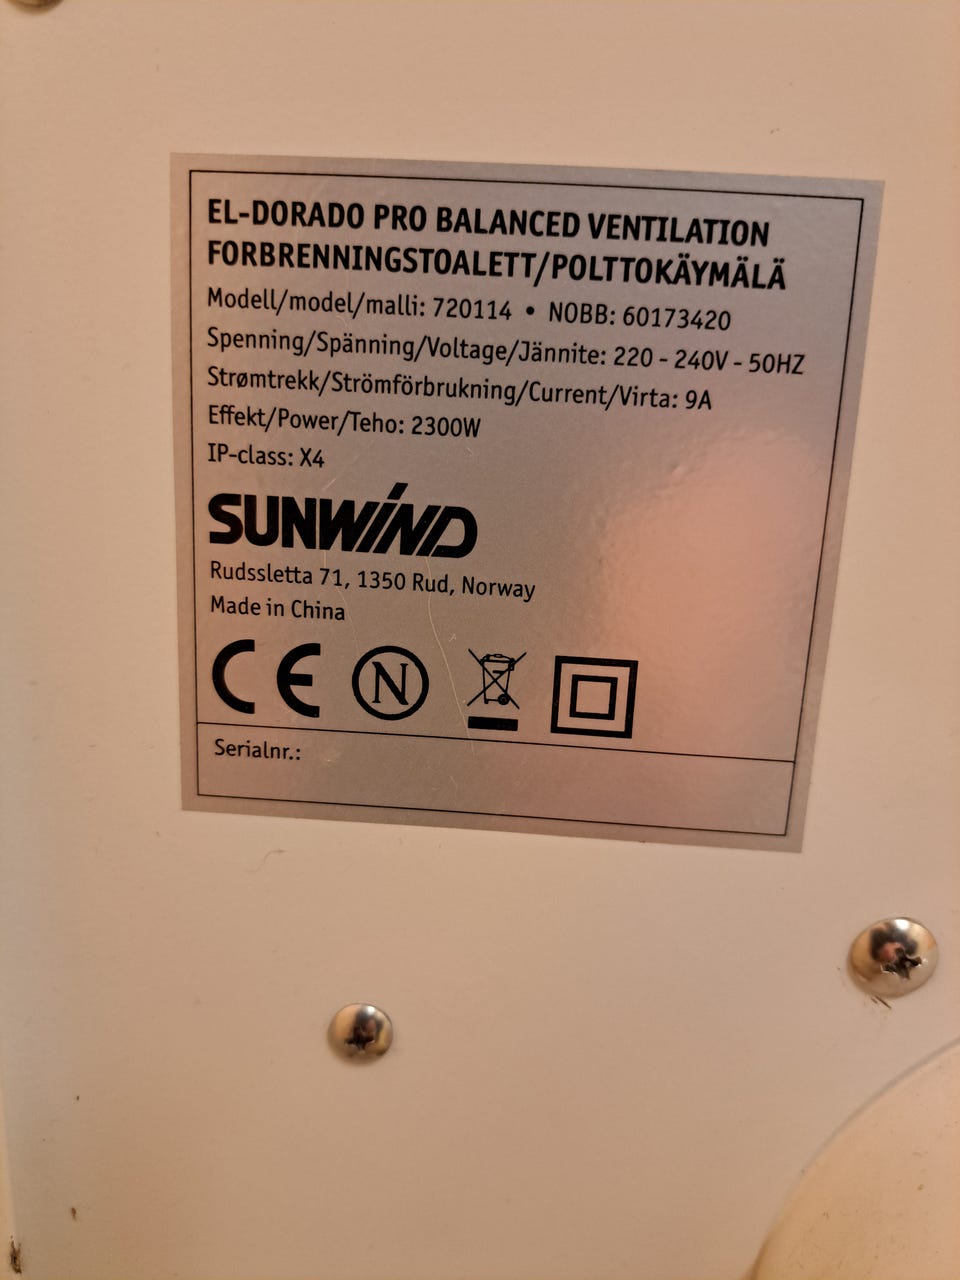 EL-DORADO PRO BALANCED VENTILATION
FORBRENNINGSTOALETT/POLTTOKÄYMÄLÄ
Modell/model/malli: 720114 • NOBB: 60173420
Spenning/Spänning/Voltage/Jännite: 220 - 240V - 50HZ
Strømtrekk/Strömförbrukning/Current/Virta: 9A
Effekt/Power/Teho: 2300W
IP-class: X4
SUNWIND
Rudssletta 71, 1350 Rud, Norway
Made in China
CE N
Serialnr.: